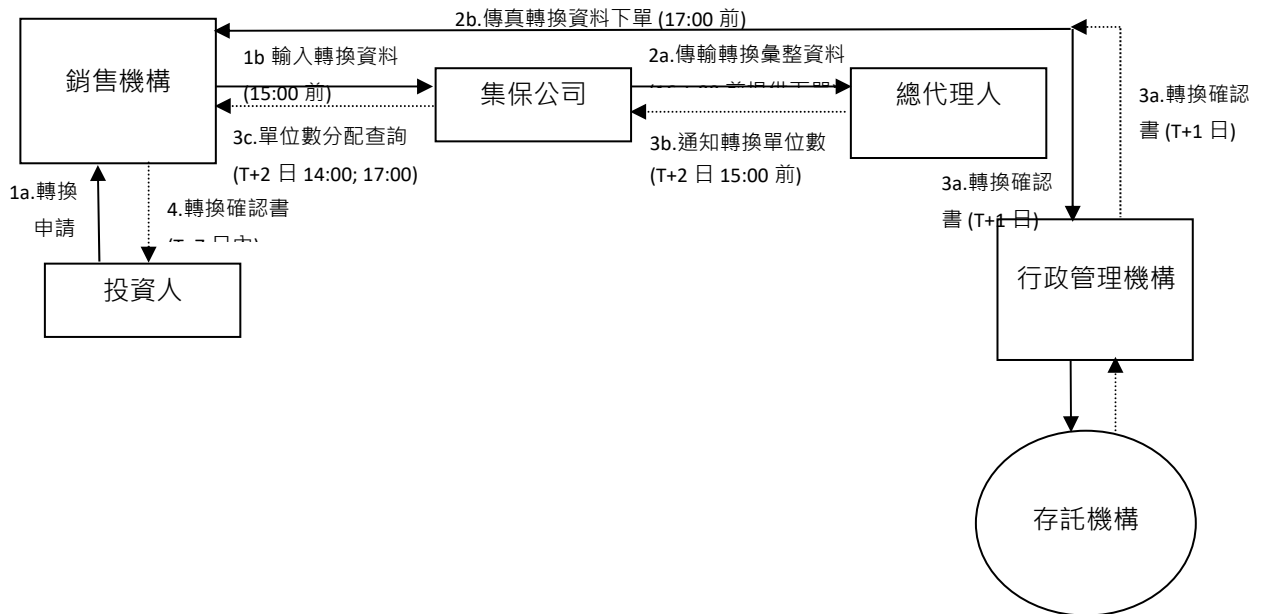 2b.傳真轉換資料下單 (17:00 前)
1b 輸入轉換資料
(15:00 前)
2a.傳輸轉換彙整資料
銷售機構
集保公司
總代理人
3a.轉換確認
書 (T+1 日)
3c.單位數分配查詢
(T+2 日 14:00; 17:00)
3b.通知轉換單位數
(T+2 日 15:00 前)
1a.轉換
申請
4.轉換確認書
3a.轉換確認
書 (T+1 日)
投資人
行政管理機構
存託機構